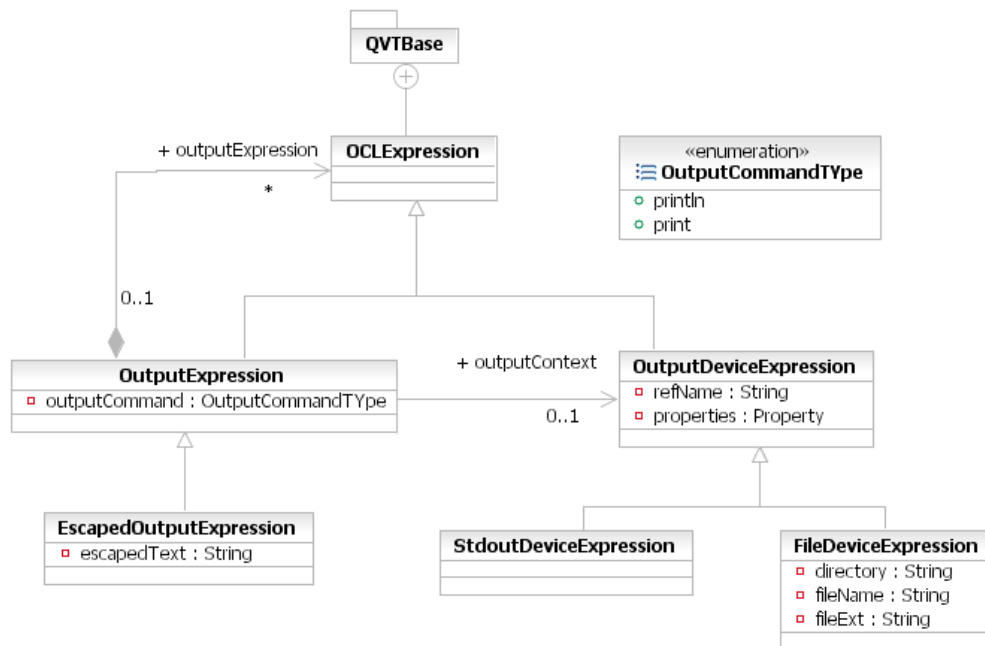 QVTBase
+ outputExpression
*
OCLExpression
«enumeration»
OutputCommandTYpe
println
print
0..1
OutputExpression
outputCommand : OutputCommandTYpe
+ outputContext
0..1
OutputDeviceExpression
refName : String
properties : Property
EscapedOutputExpression
escapedText : String
StdoutDeviceExpression
FileDeviceExpression
directory : String
fileName : String
fileExt : String